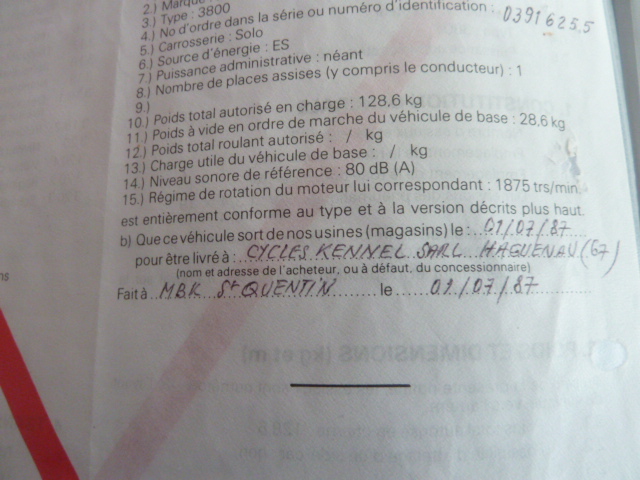 2.) Marque
3.) Type : 3800
4.) No d'ordre dans la série ou numéro d'identification : 03916255
5.) Carrosserie : Solo
6.) Source d'énergie : ES
7.) Puissance administrative : néant
8.) Nombre de places assises (y compris le conducteur) : 1
9.)
10.) Poids total autorisé en charge : 128,6 kg
11.) Poids à vide en ordre de marche du véhicule de base : 28,6 kg
12.) Poids total roulant autorisé : / kg
13.) Charge utile du véhicule de base : / kg
14.) Niveau sonore de référence : 80 dB (A)
15.) Régime de rotation du moteur lui correspondant : 1875 trs/min.
est entièrement conforme au type et à la version décrits plus haut.
b) Que ce véhicule sort de nos usines (magasins) le : 01/07/87
pour être livré à : CYCLES KENNEL SARL HAGUENAU (67)
(nom et adresse de l'acheteur, ou à défaut, du concessionnaire)
Fait à MBK St QUENTIN le 01/07/87